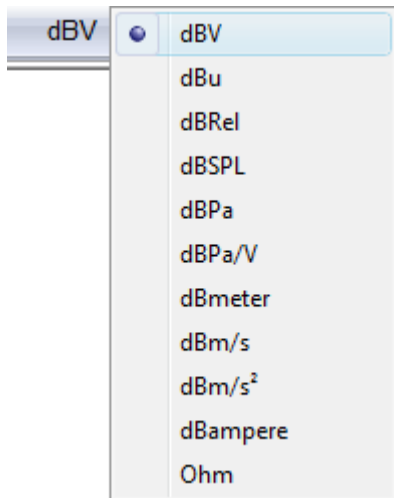 dBV
dBV
dBu
dBRel
dBSPL
dBPa
dBPa/V
dBmeter
dBm/s
dBm/s²
dBampere
Ohm